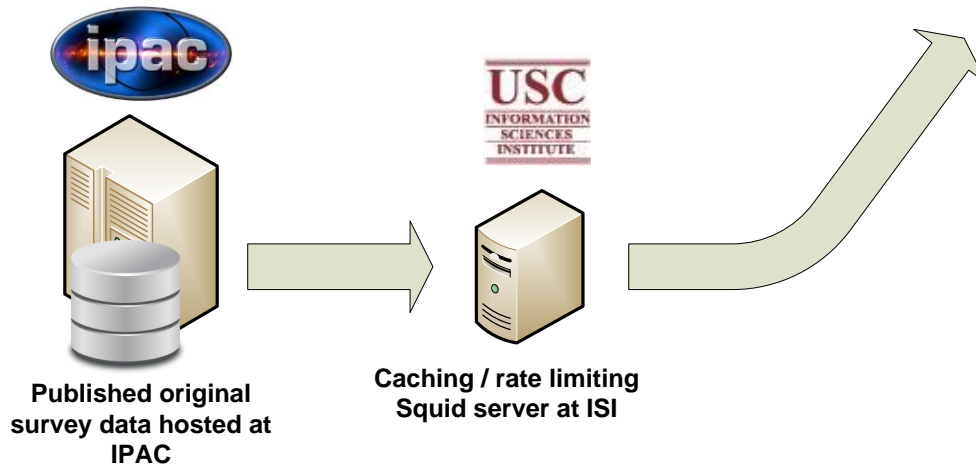 ipac
USC
INFORMATION
SCIENCES
INSTITUTE
Published original
survey data hosted at
IPAC
Caching / rate limiting
Squid server at ISI